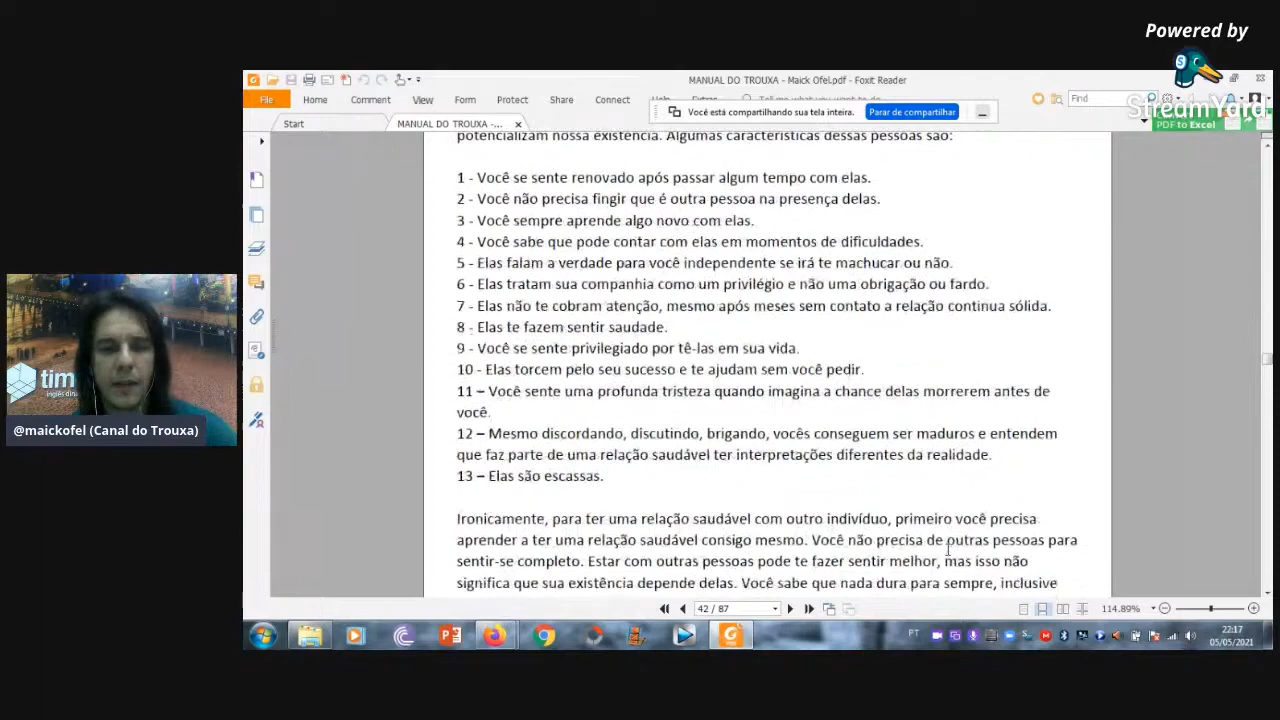 Powered by
StreamYard
MANUAL DO TROUXA - Maick Ofel.pdf - Foxit Reader
File Home Comment View Form Protect Share Connect
Find
Você está compartilhando sua tela inteira. Parar de compartilhar
PDF to Excel
Start MANUAL DO TROUXA -...
potencializam nossa existência. Algumas características dessas pessoas são:
1 - Você se sente renovado após passar algum tempo com elas.
2 - Você não precisa fingir que é outra pessoa na presença delas.
3 - Você sempre aprende algo novo com elas.
4 - Você sabe que pode contar com elas em momentos de dificuldades.
5 - Elas falam a verdade para você independente se irá te machucar ou não.
6 - Elas tratam sua companhia como um privilégio e não uma obrigação ou fardo.
7 - Elas não te cobram atenção, mesmo após meses sem contato a relação continua sólida.
8 - Elas te fazem sentir saudade.
9 - Você se sente privilegiado por tê-las em sua vida.
10 - Elas torcem pelo seu sucesso e te ajudam sem você pedir.
11 – Você sente uma profunda tristeza quando imagina a chance delas morrerem antes de
você.
12 – Mesmo discordando, discutindo, brigando, vocês conseguem ser maduros e entendem
que faz parte de uma relação saudável ter interpretações diferentes da realidade.
13 – Elas são escassas.
Ironicamente, para ter uma relação saudável com outro indivíduo, primeiro você precisa
aprender a ter uma relação saudável consigo mesmo. Você não precisa de outras pessoas para
sentir-se completo. Estar com outras pessoas pode te fazer sentir melhor, mas isso não
significa que sua existência depende delas. Você sabe que nada dura para sempre, inclusive
tim
@maickofel (Canal do Trouxa)
42 / 87
114.89%
PT
22:17
05/05/2021